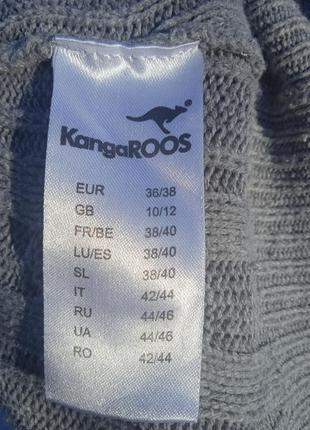 KangaROOS
EUR 36/38
GB 10/12
FR/BE 38/40
LU/ES 38/40
SL 38/40
IT 42/44
RU 44/46
UA 44/46
RO 42/44